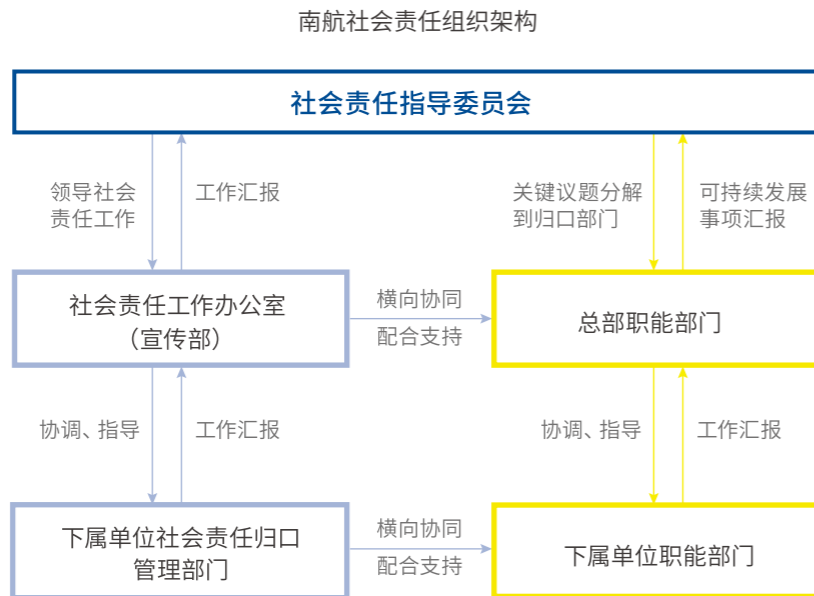 南航社会责任组织架构
社会责任指导委员会
领导社会
责任工作
工作汇报
关键议题分解
到归口部门
可持续发展
事项汇报
社会责任工作办公室
（宣传部）
横向协同
配合支持
总部职能部门
协调、指导
工作汇报
协调、指导
工作汇报
下属单位社会责任归口
管理部门
横向协同
配合支持
下属单位职能部门